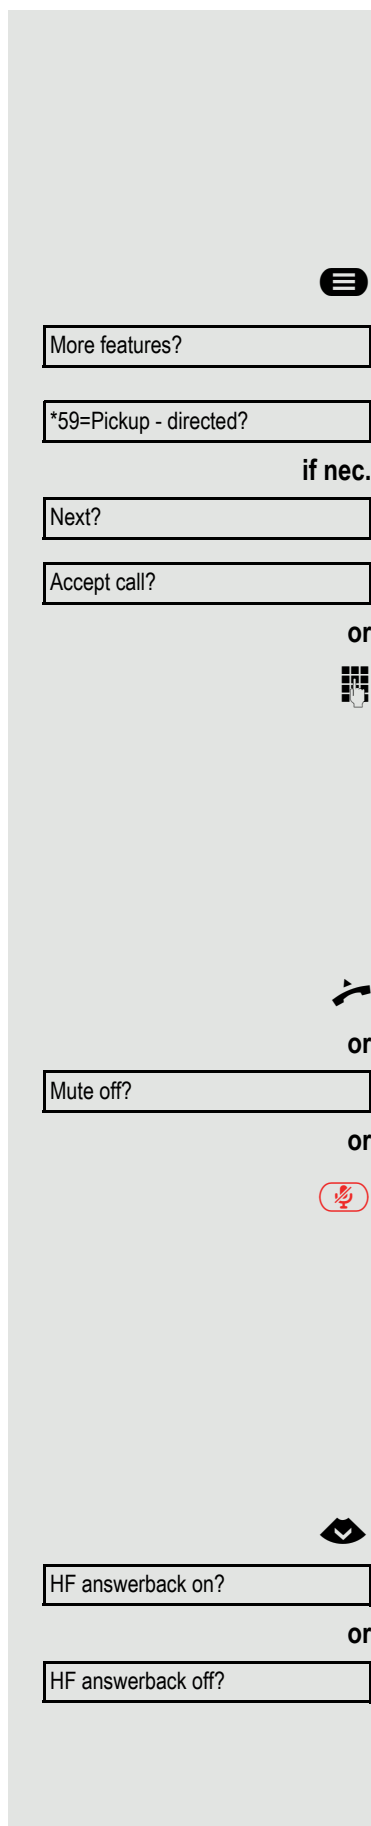 More features?
*59=Pickup - directed?
if nec.
Next?
Accept call?
or
or
Mute off?
or
HF answerback on?
or
HF answerback off?